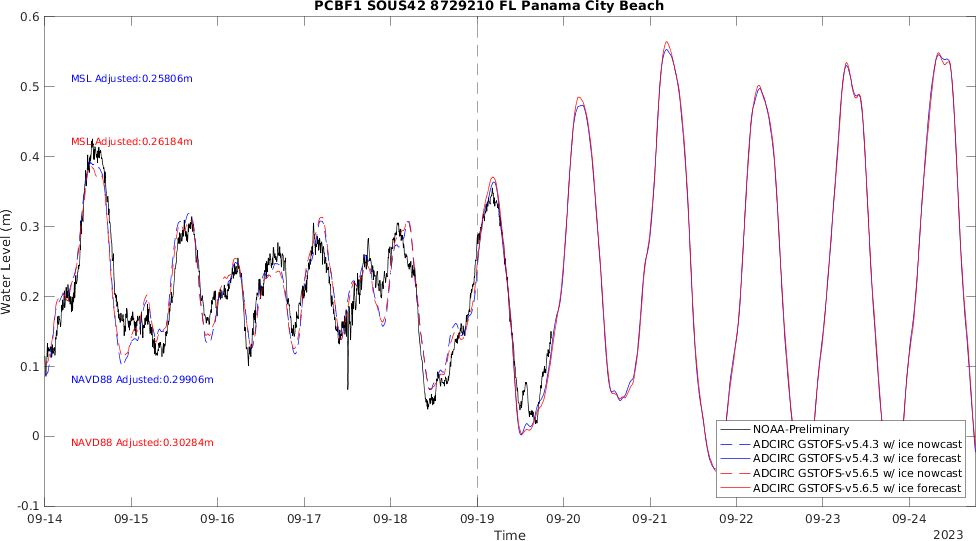 PCBF1 SOUS42 8729210 FL Panama City Beach
0.6
0.5
0.4
0.3
0.2
0.1
0
-0.1
Water Level (m)
MSL Adjusted:0.25806m
MSL Adjusted:0.26184m
NAVD88 Adjusted:0.29906m
NAVD88 Adjusted:0.30284m
NOAA-Preliminary
ADCIRC GSTOFS-v5.4.3 w/ ice nowcast
ADCIRC GSTOFS-v5.4.3 w/ ice forecast
ADCIRC GSTOFS-v5.6.5 w/ ice nowcast
ADCIRC GSTOFS-v5.6.5 w/ ice forecast
09-14 09-15 09-16 09-17 09-18 09-19 09-20 09-21 09-22 09-23 09-24
Time
2023